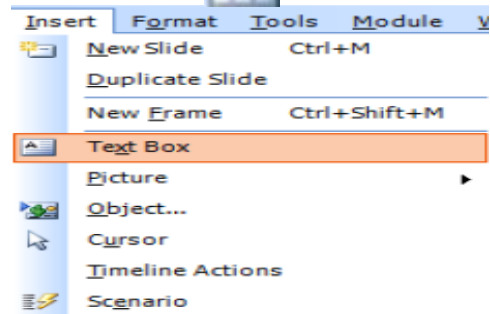 Insert Format Tools Module
New Slide Ctrl+M
Duplicate Slide
New Frame Ctrl+Shift+M
Text Box
Picture
Object...
Cursor
Timeline Actions
Scenario